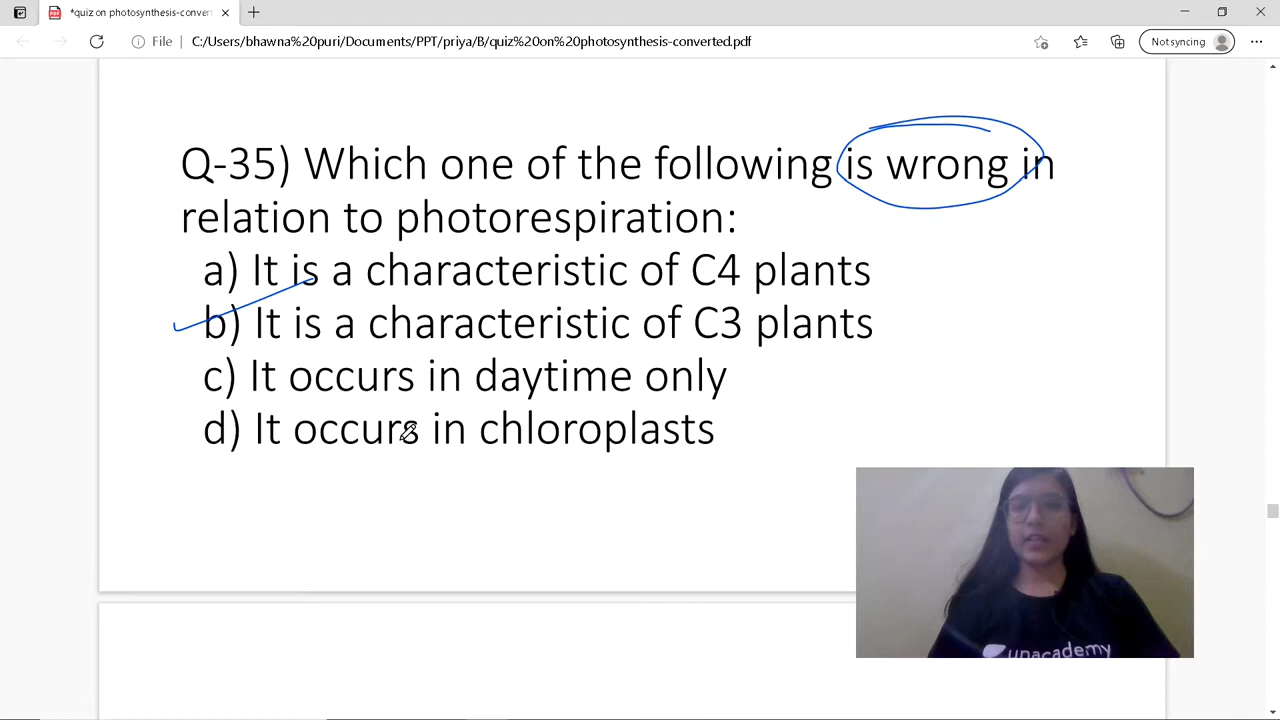 *quiz on photosynthesis-convert
File
C:/Users/bhawna%20puri/Documents/PPT/priya/B/quiz%20on%20photosynthesis-converted.pdf
Not syncing
Q-35) Which one of the following is wrong in
relation to photorespiration:
a) It is a characteristic of C4 plants
b) It is a characteristic of C3 plants
c) It occurs in daytime only
d) It occurs in chloroplasts
unacademy